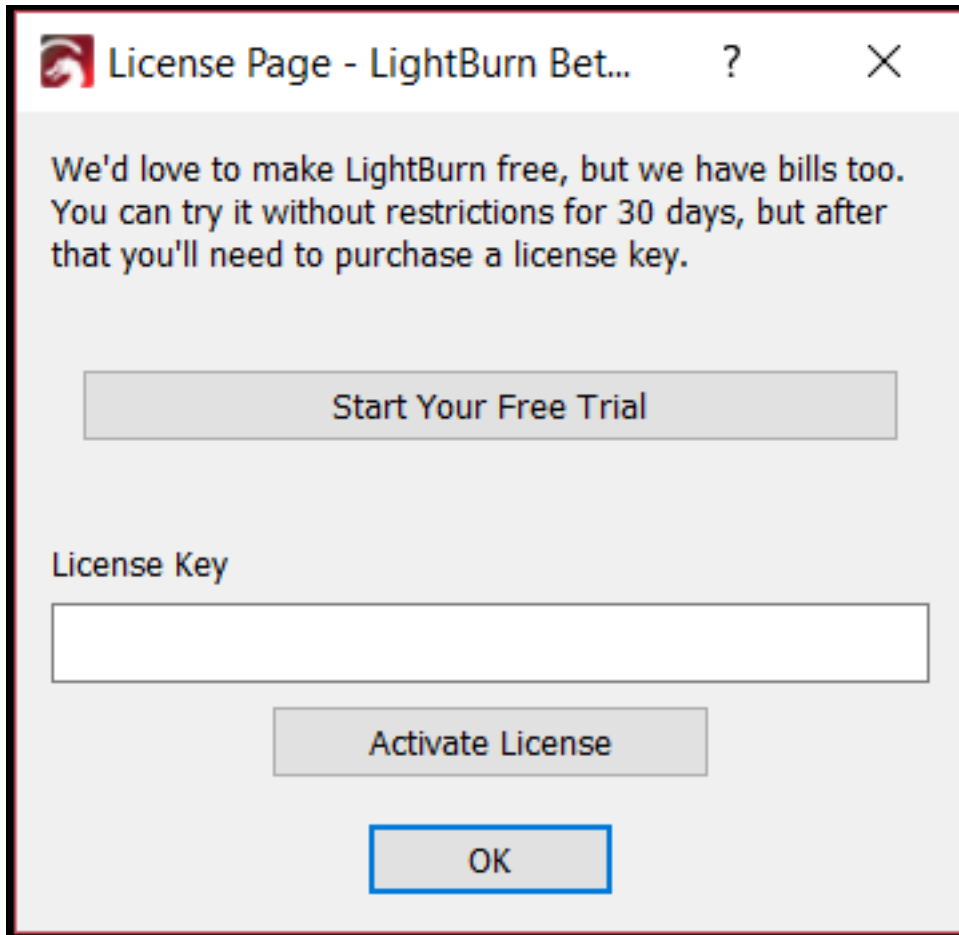 License Page - LightBurn Bet... ?
We'd love to make LightBurn free, but we have bills too.
You can try it without restrictions for 30 days, but after
that you'll need to purchase a license key.
Start Your Free Trial
License Key
Activate License
OK